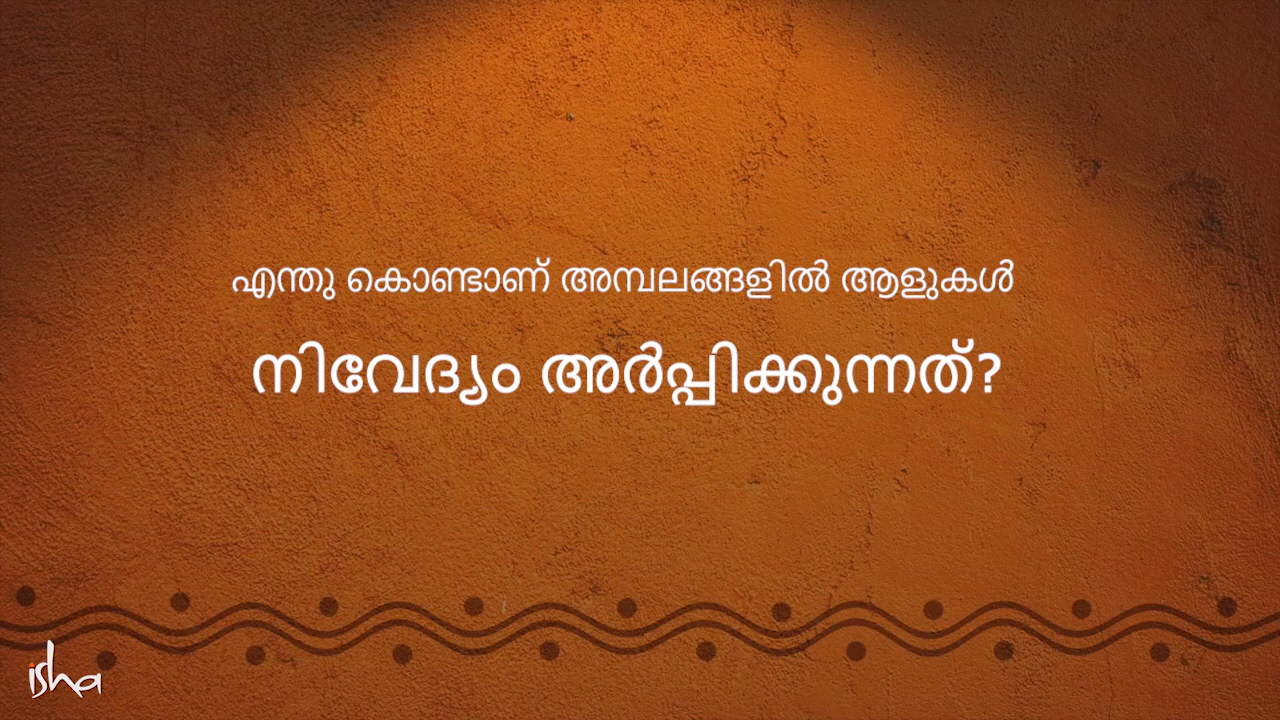 എന്തു കൊണ്ടാണ് അമ്പലങ്ങളിൽ ആളുകൾ
നിവേദ്യം അർപ്പിക്കുന്നത്?
isha